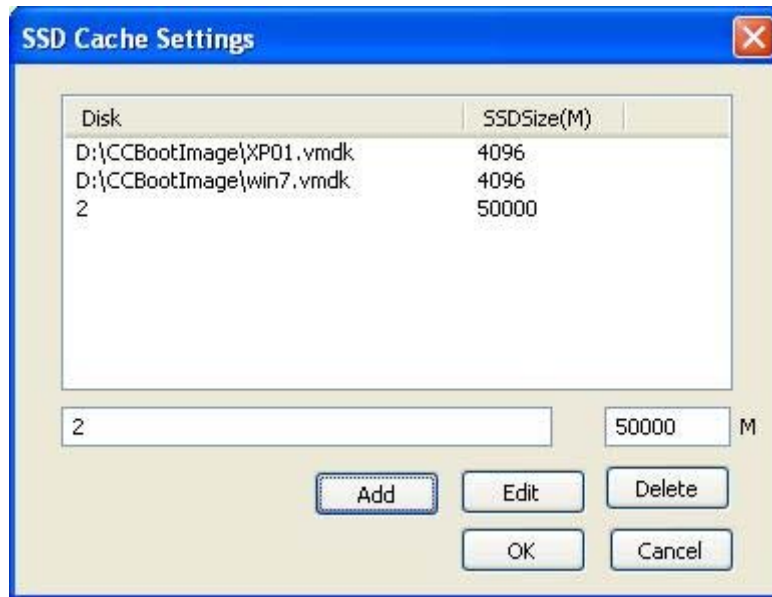 SSD Cache Settings
Disk SSDSize(M)
D:\CCBootImage\XP01.vmdk 4096
D:\CCBootImage\win7.vmdk 4096
2 50000
2 50000 M
Add Edit Delete
OK Cancel